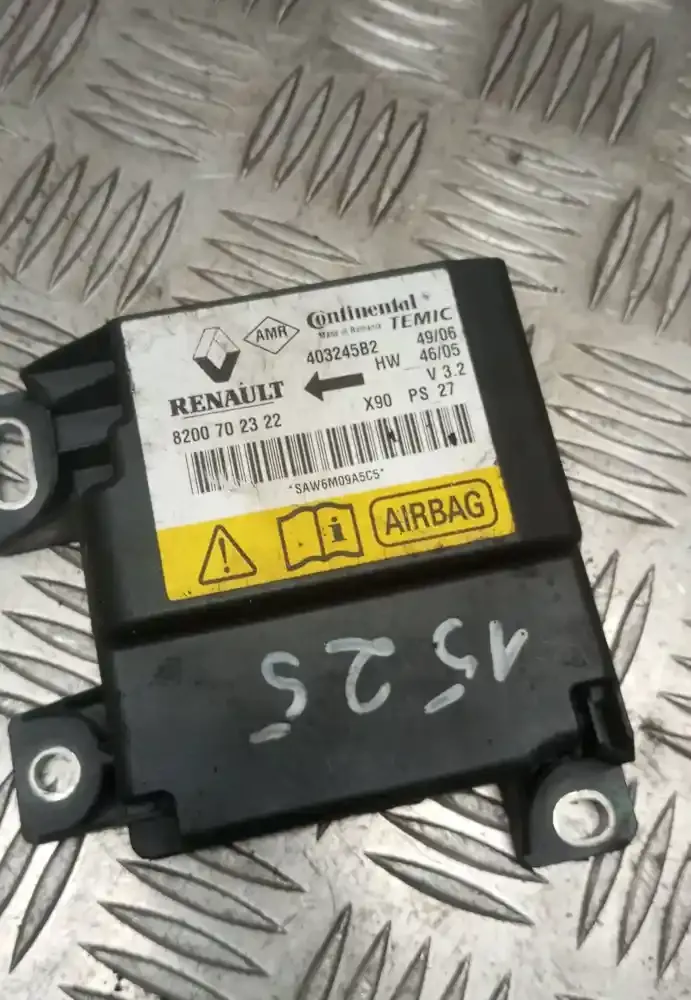 AMR
Continental
Made in Romania TEMIC
RENAULT
403245B2 49/06
HW 46/05
V 3.2
8200 70 23 22 X90 PS 27
*SAW6M09A5C5*
AIRBAG
1525